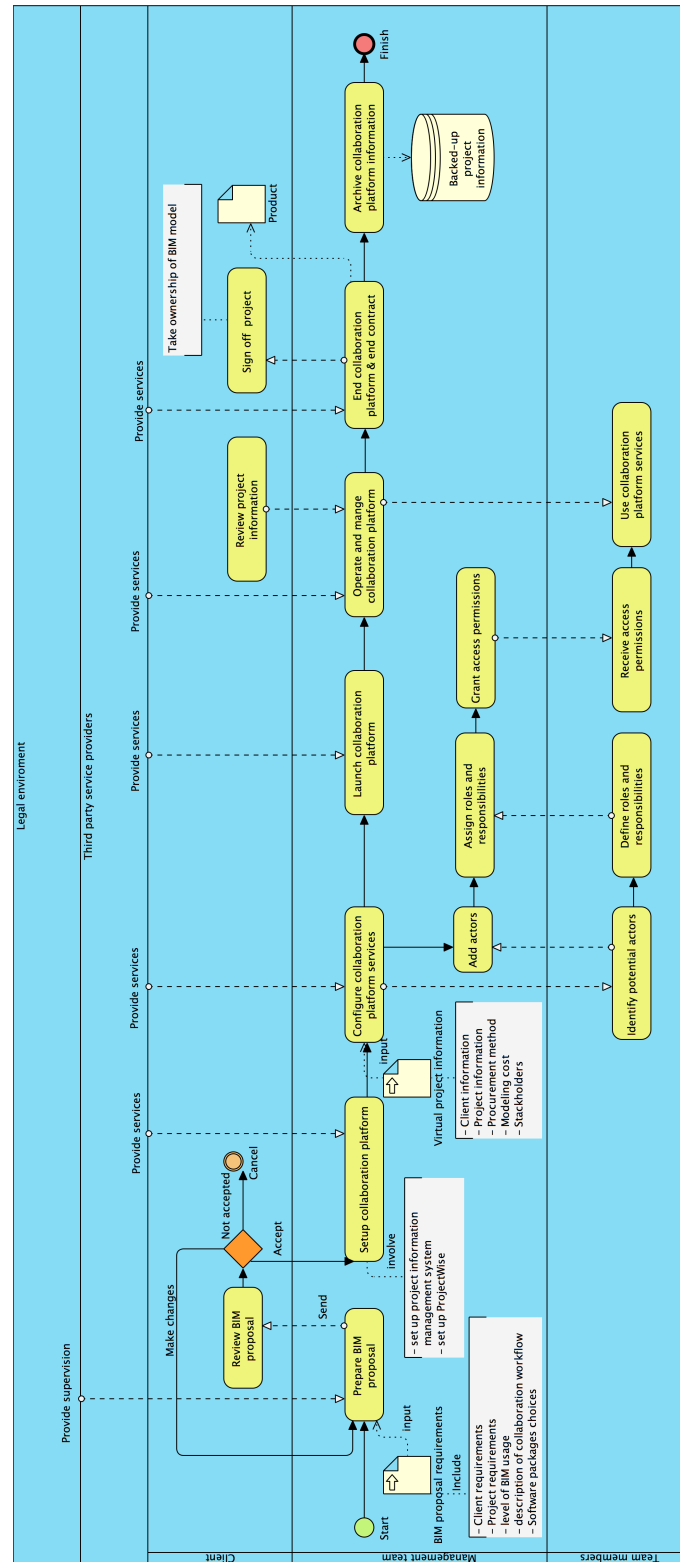 Legal enviroment
Provide supervision
Third party service providers
Provide services
Provide services
Provide services
Provide services
Provide services
Client
Make changes
Review BIM
proposal
Not accepted
Cancel
Accept
Send
Review project
information
Sign off  project
Take ownership of BIM model
Product
Management team
Start
Prepare BIM
proposal
input
BIM proposal requirements
Include
- Client requirements
- Project requirements
- level of BIM usage
- description of collaboration workflow
- Software packages choices
Setup collaboration platform
involve
- set up project information
management system
- set up ProjectWise
Configure collaboration
platform services
input
Virtual project information
- Client information
- Project information
- Procurement method
- Modeling cost
- Stackholders
Launch collaboration
platform
Operate and mange
collaboration platform
End collaboration
platform & end contract
Archive collaboration
platform information
Finish
Backed-up
project
information
Add actors
Assign roles and
responsibilities
Grant access permissions
Team members
Identify potential actors
Define roles and
responsibilities
Receive access
permissions
Use collaboration
platform services